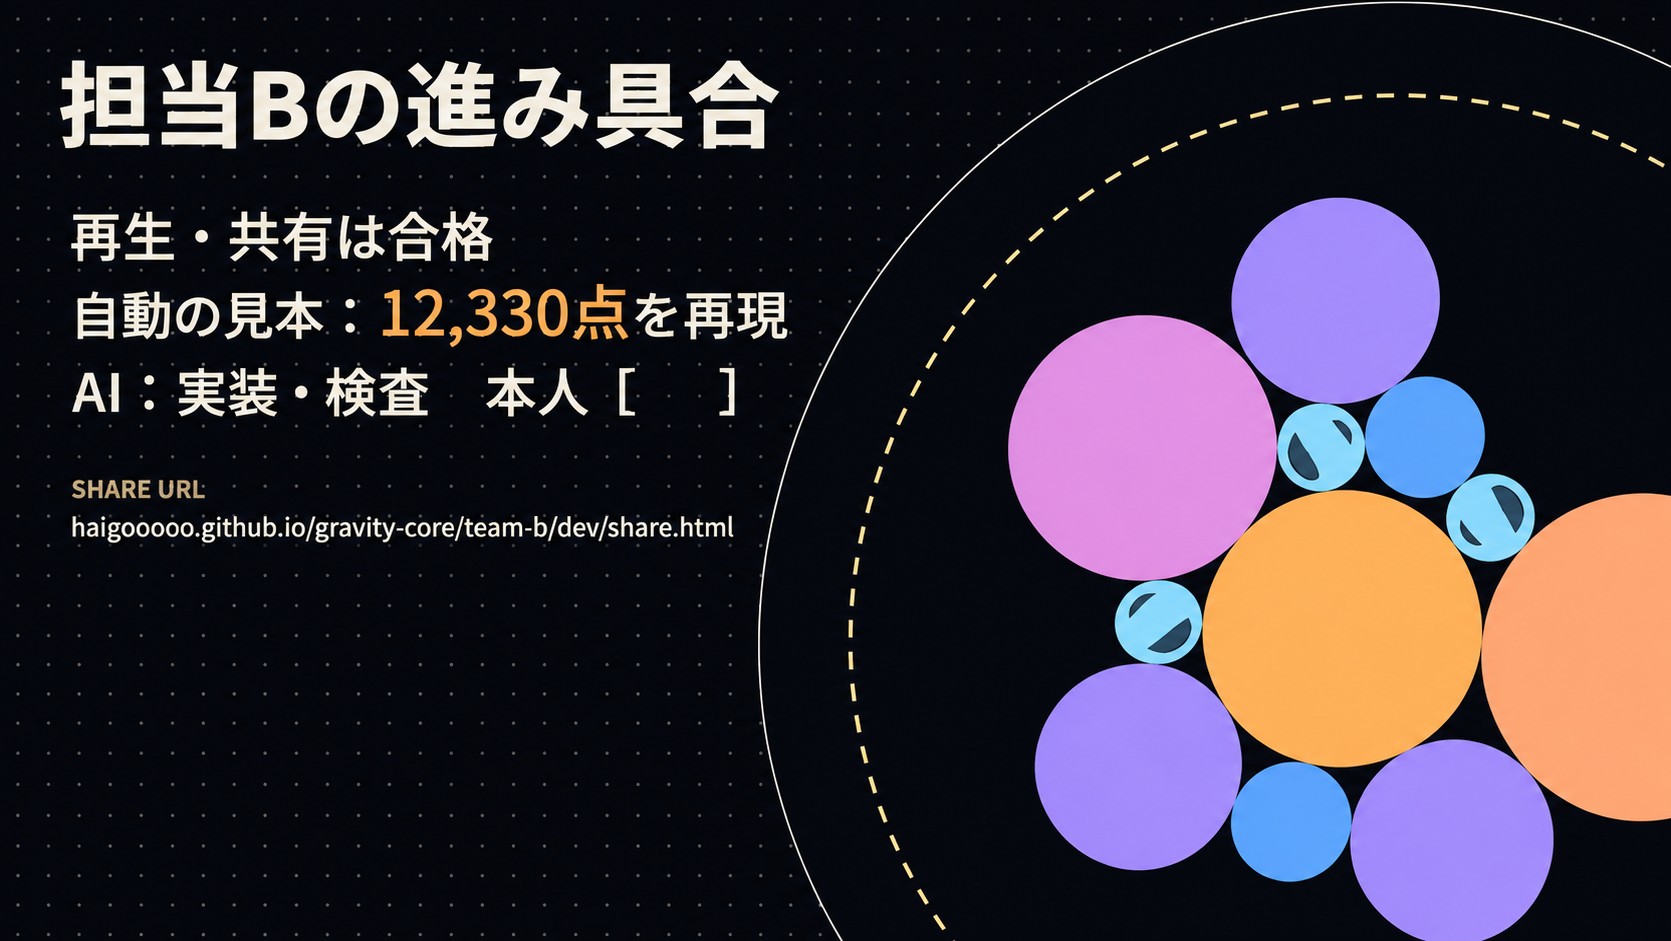 担当Bの進み具合
再生・共有は合格
自動の見本：12,330点を再現
AI：実装・検査　本人［　　］
SHARE URL
haigooooo.github.io/gravity-core/team-b/dev/share.html